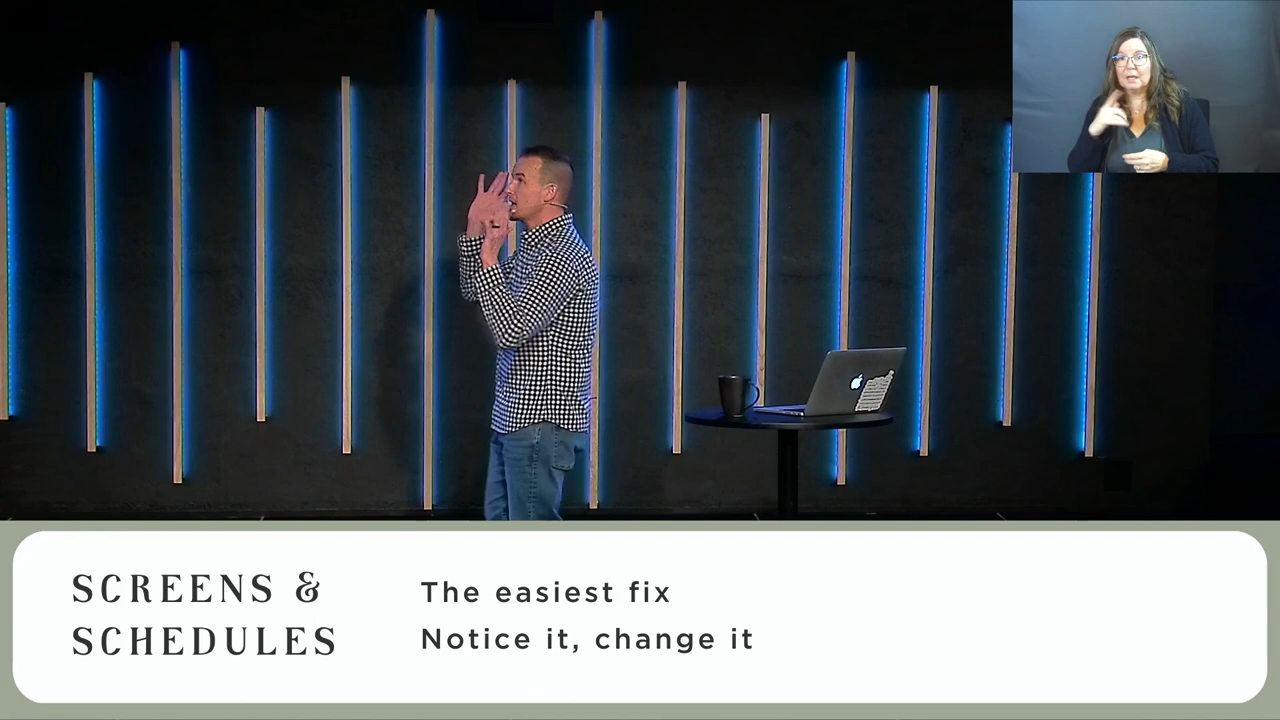 SCREENS &
SCHEDULES
The easiest fix
Notice it, change it